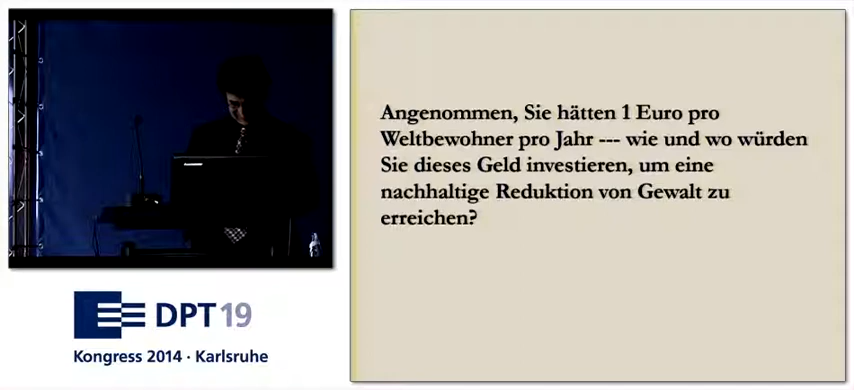 Angenommen, Sie hätten 1 Euro pro
Weltbewohner pro Jahr --- wie und wo würden
Sie dieses Geld investieren, um eine
nachhaltige Reduktion von Gewalt zu
erreichen?
DPT 19
Kongress 2014 · Karlsruhe